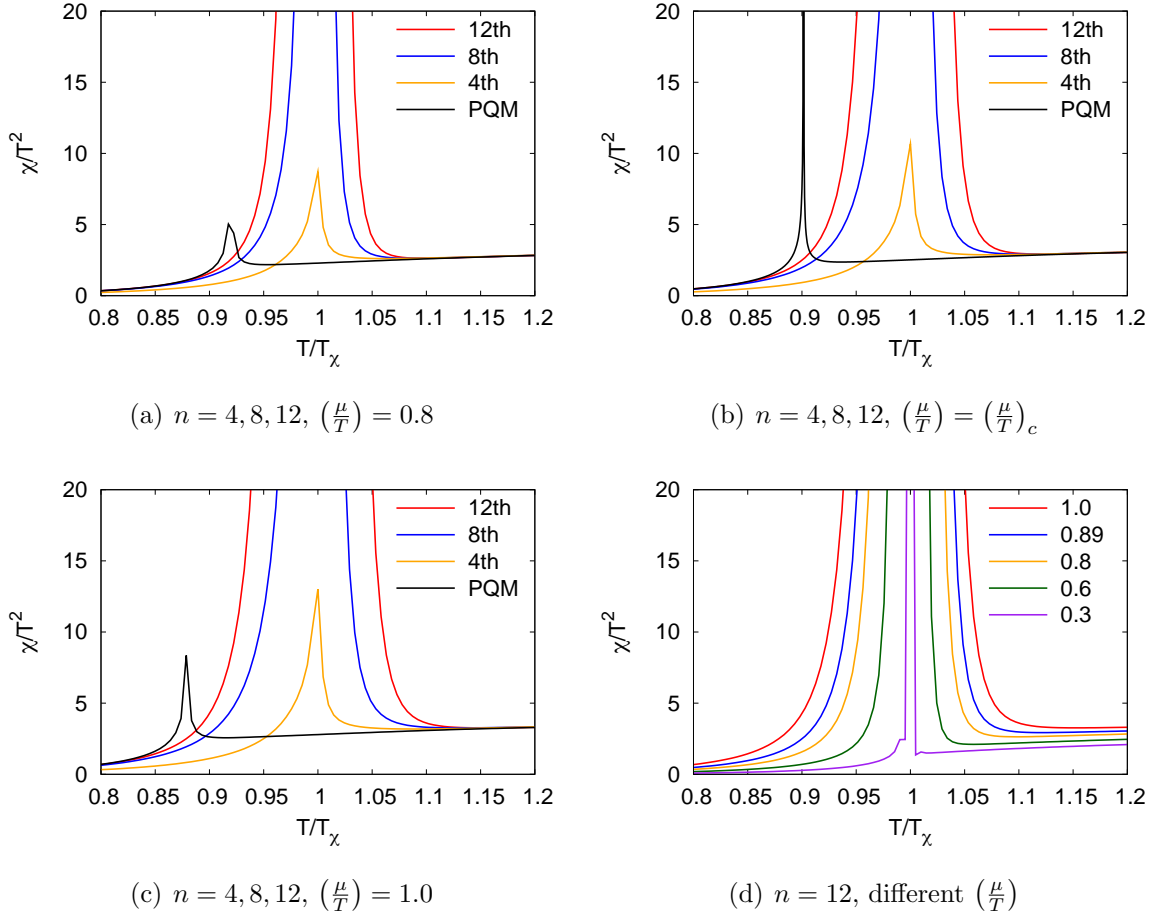 20
15
10
5
0
χ/T²
0.8 0.85 0.9 0.95 1 1.05 1.1 1.15 1.2
T/Tχ
12th
8th
4th
PQM
(a) n = 4, 8, 12, (μ/T) = 0.8
20
15
10
5
0
χ/T²
0.8 0.85 0.9 0.95 1 1.05 1.1 1.15 1.2
T/Tχ
12th
8th
4th
PQM
(b) n = 4, 8, 12, (μ/T) = (μ/T)c
20
15
10
5
0
χ/T²
0.8 0.85 0.9 0.95 1 1.05 1.1 1.15 1.2
T/Tχ
12th
8th
4th
PQM
(c) n = 4, 8, 12, (μ/T) = 1.0
20
15
10
5
0
χ/T²
0.8 0.85 0.9 0.95 1 1.05 1.1 1.15 1.2
T/Tχ
1.0
0.89
0.8
0.6
0.3
(d) n = 12, different (μ/T)